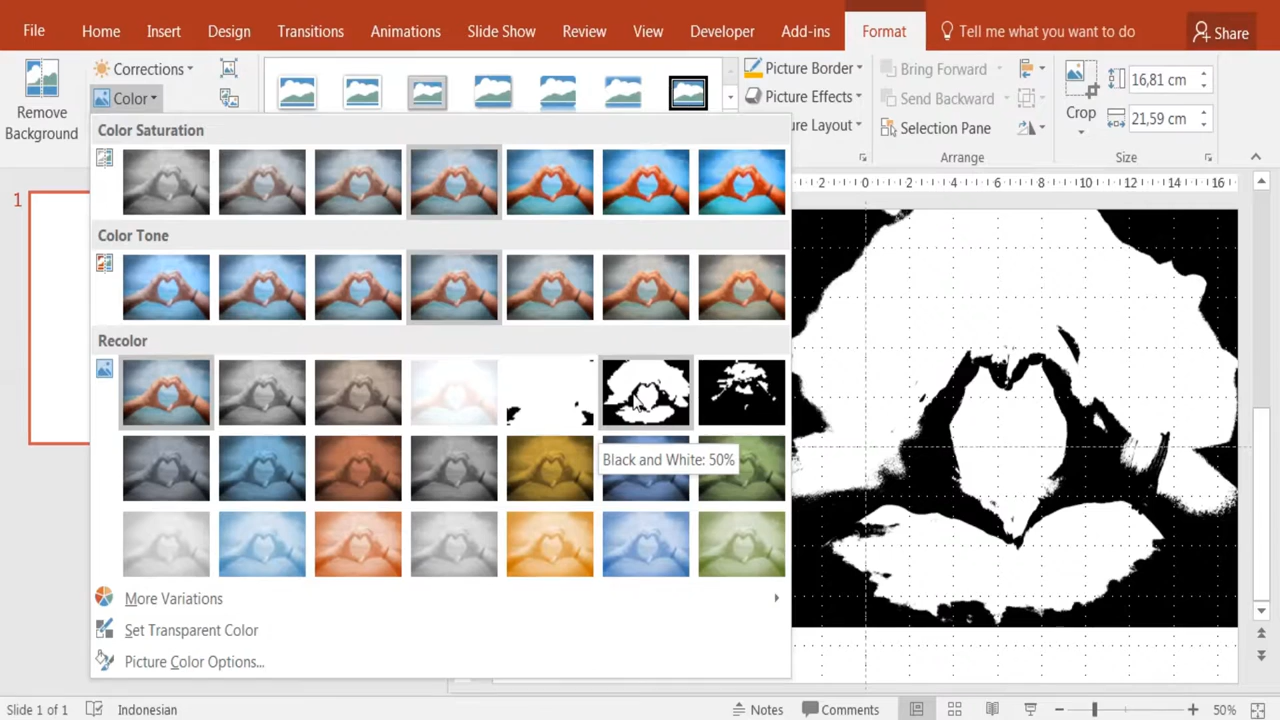 File Home Insert Design Transitions Animations Slide Show Review View Developer Add-ins Format Tell me what you want to do Share
Remove Background
Corrections
Color
Picture Border
Picture Effects
ure Layout
Bring Forward
Send Backward
Selection Pane
Arrange
Crop
16,81 cm
21,59 cm
Size
Color Saturation
Color Tone
Recolor
Black and White: 50%
More Variations
Set Transparent Color
Picture Color Options...
1
2 0 2 4 6 8 10 12 14 16
Slide 1 of 1 Indonesian Notes Comments 50%